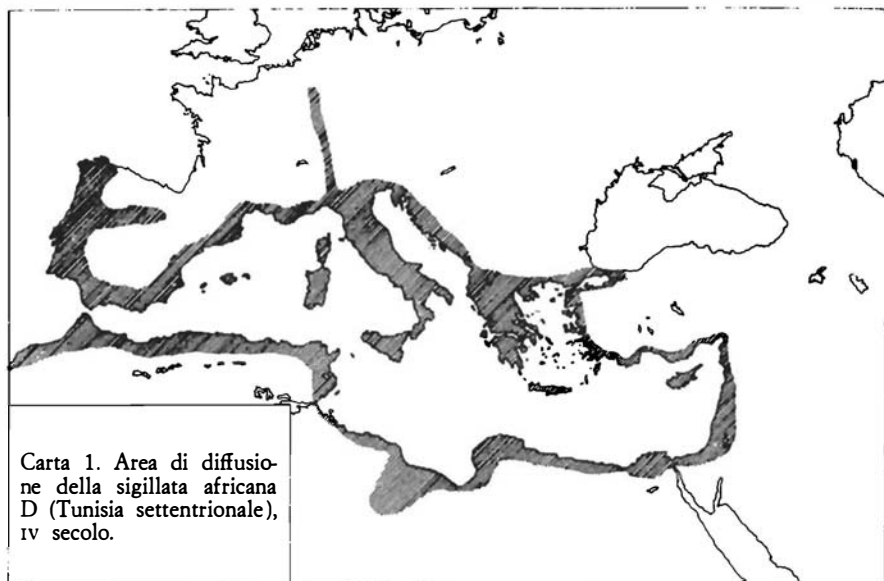 Carta 1. Area di diffusio-
ne della sigillata africana
D (Tunisia settentrionale),
IV secolo.